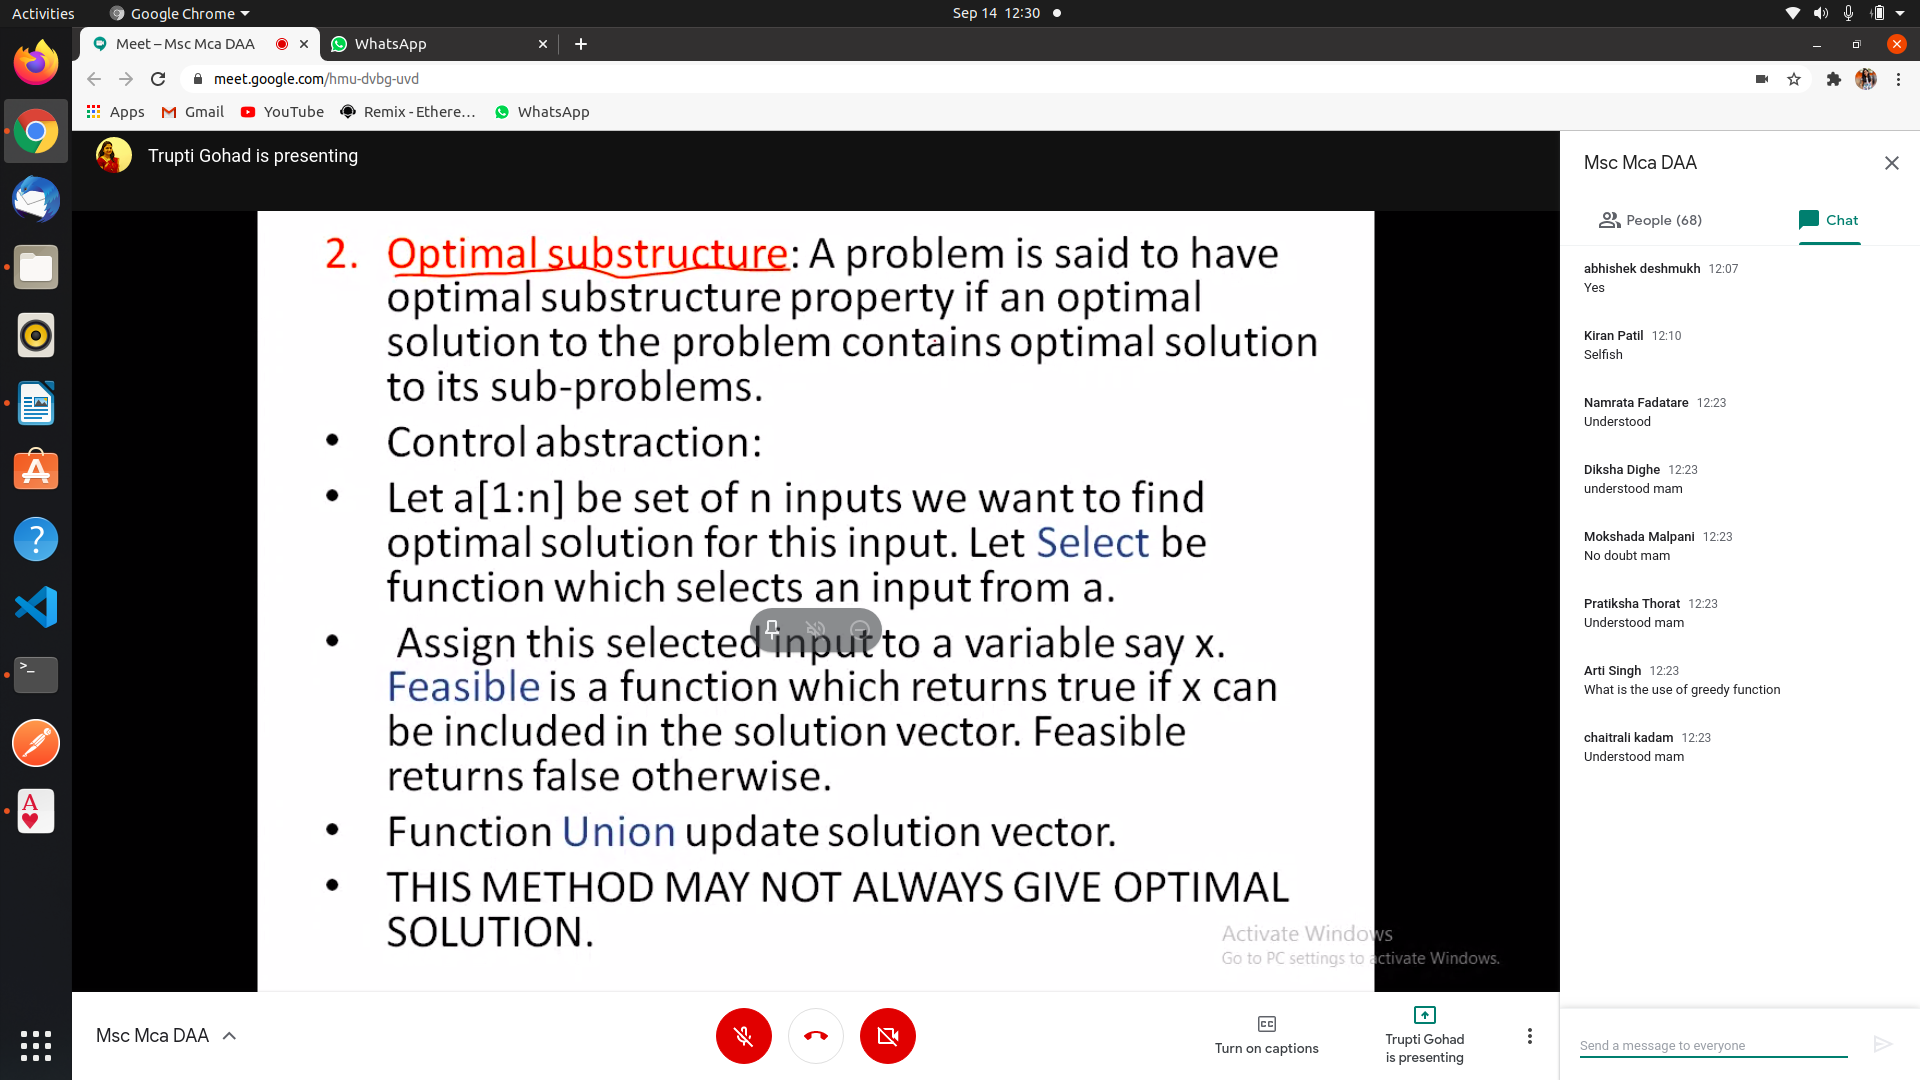 Activities
Google Chrome
Sep 14 12:30
Meet – Msc Mca DAA
WhatsApp
meet.google.com/hmu-dvbg-uvd
Apps
Gmail
YouTube
Remix - Ethere...
WhatsApp
Trupti Gohad is presenting
2. Optimal substructure: A problem is said to have
optimal substructure property if an optimal
solution to the problem contains optimal solution
to its sub-problems.
• Control abstraction:
• Let a[1:n] be set of n inputs we want to find
optimal solution for this input. Let Select be
function which selects an input from a.
• Assign this selected input to a variable say x.
Feasible is a function which returns true if x can
be included in the solution vector. Feasible
returns false otherwise.
• Function Union update solution vector.
• THIS METHOD MAY NOT ALWAYS GIVE OPTIMAL
SOLUTION.
Activate Windows
Go to PC settings to activate Windows.
Msc Mca DAA
Turn on captions
Trupti Gohad
is presenting
Msc Mca DAA
People (68)
Chat
abhishek deshmukh 12:07
Yes
Kiran Patil 12:10
Selfish
Namrata Fadatare 12:23
Understood
Diksha Dighe 12:23
understood mam
Mokshada Malpani 12:23
No doubt mam
Pratiksha Thorat 12:23
Understood mam
Arti Singh 12:23
What is the use of greedy function
chaitrali kadam 12:23
Understood mam
Send a message to everyone